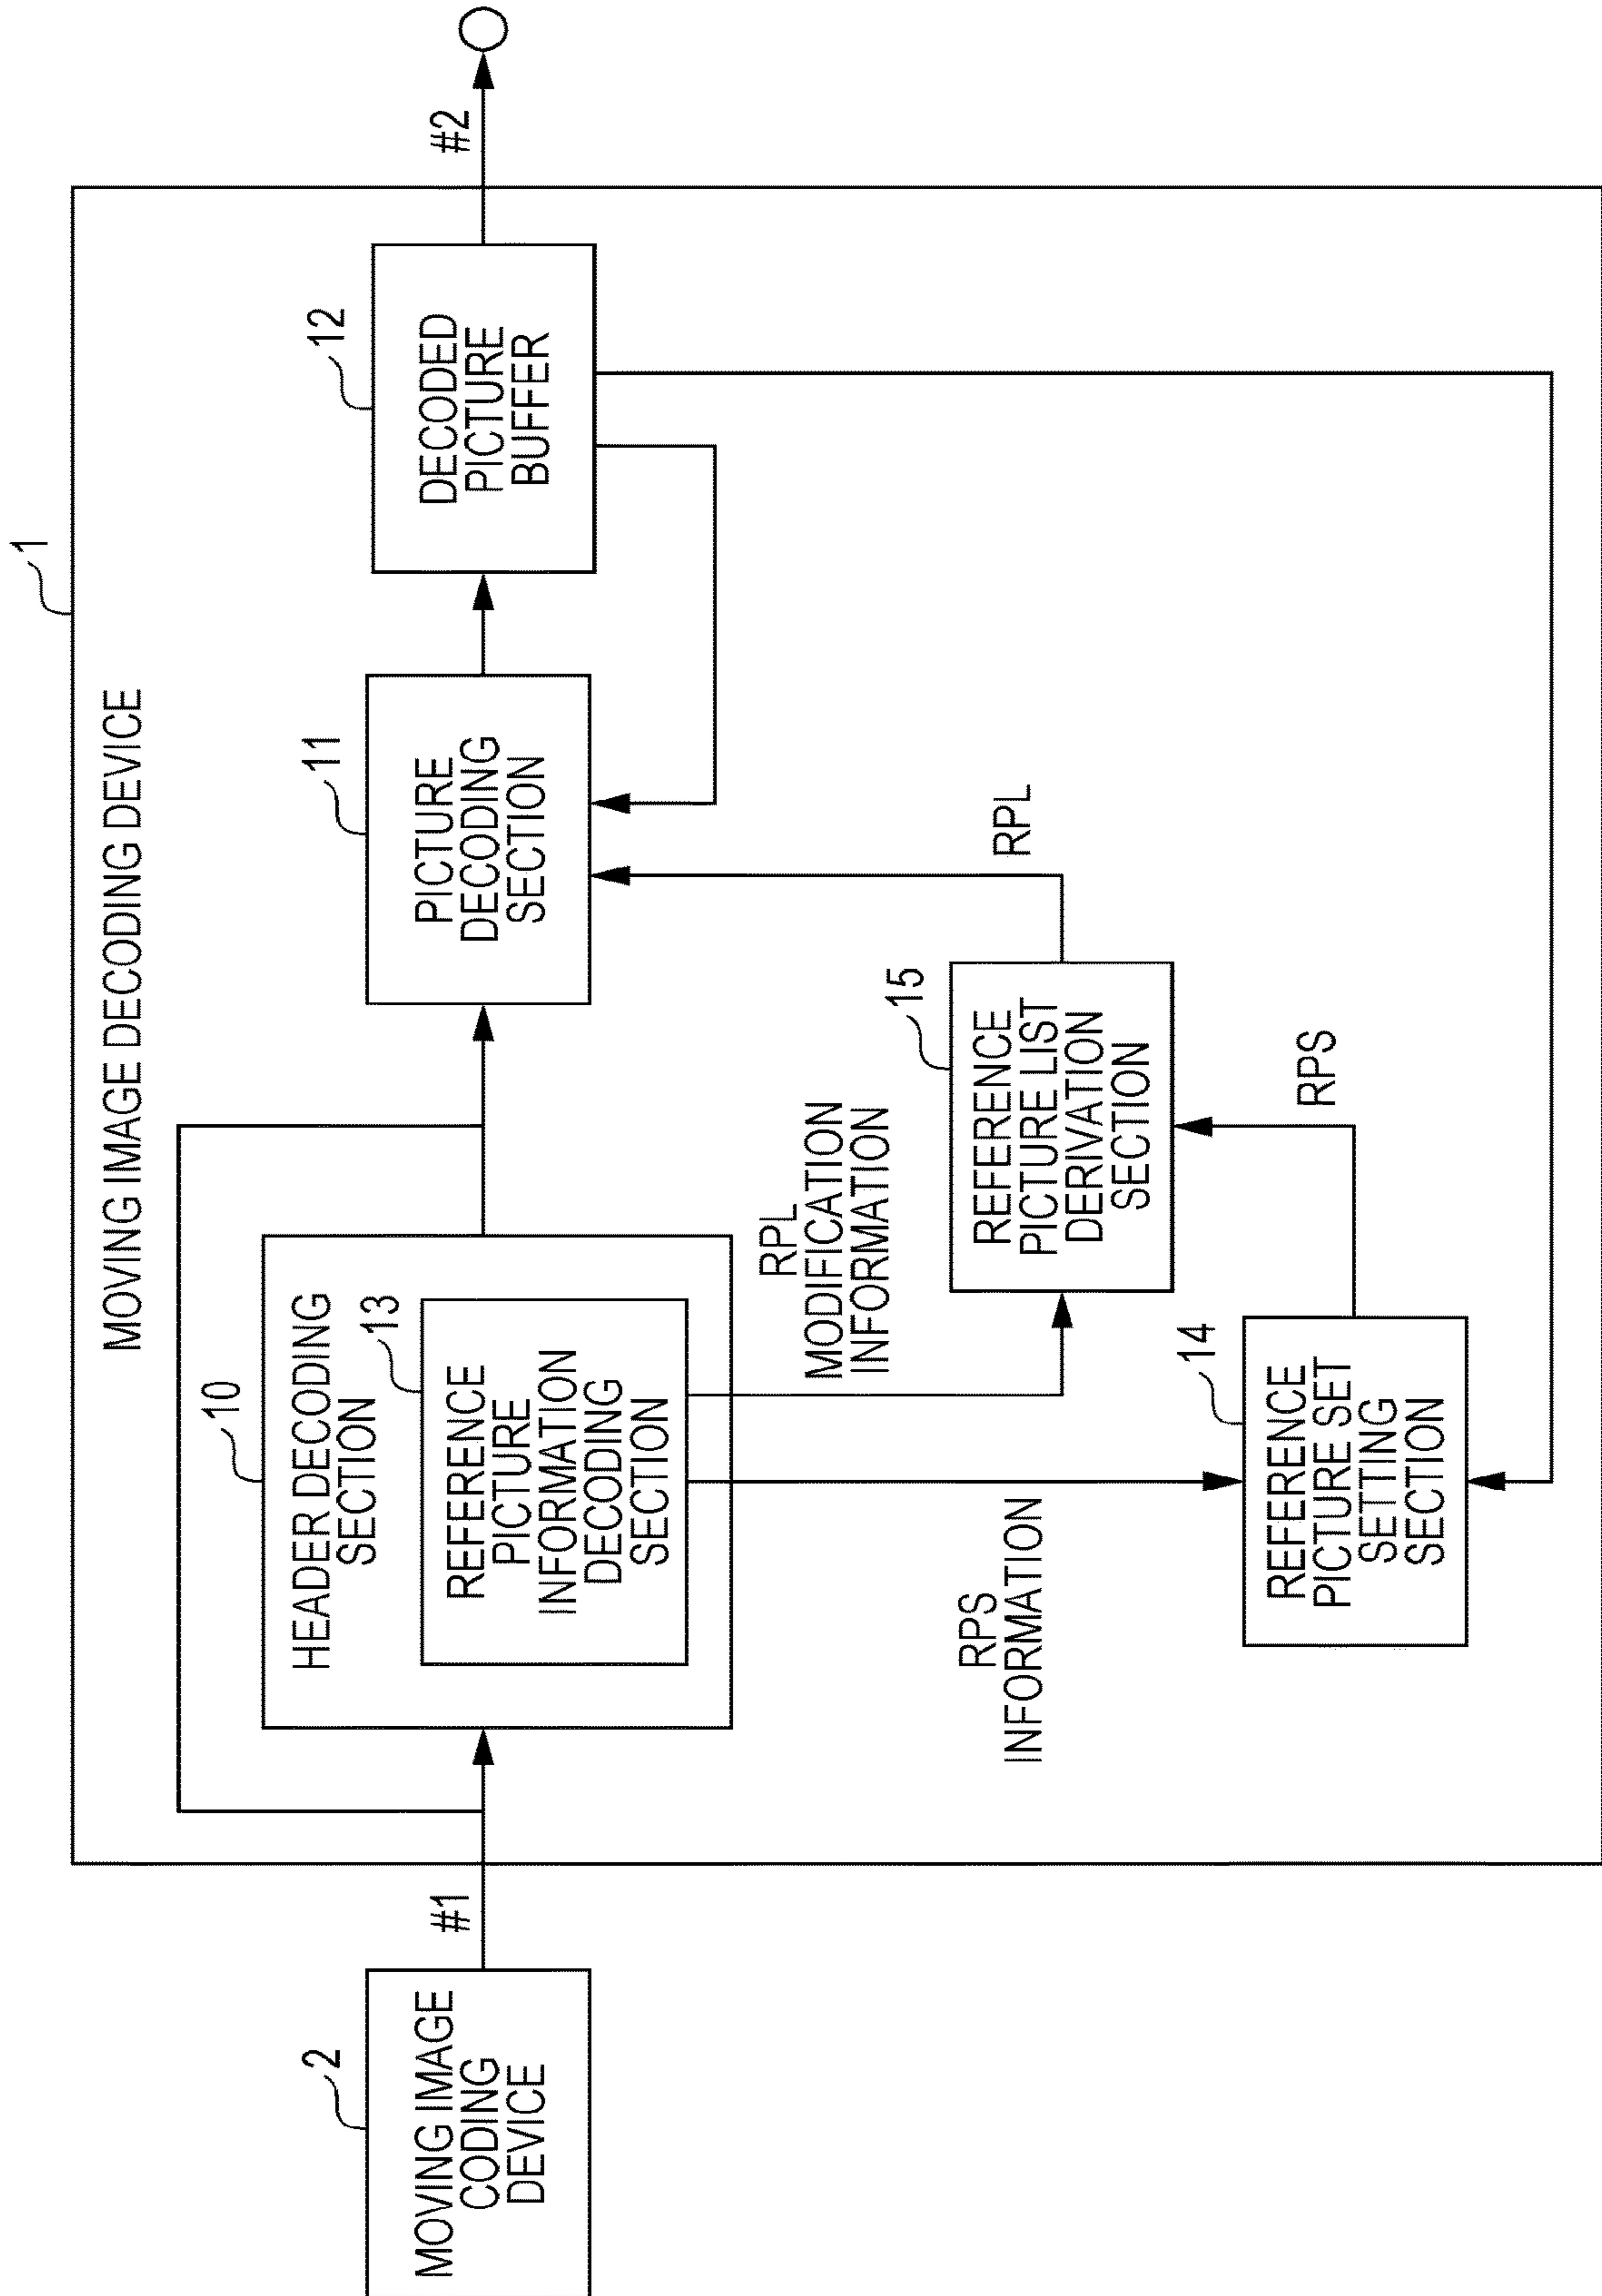 1
MOVING IMAGE DECODING DEVICE
2
MOVING IMAGE
CODING
DEVICE
#1
10
HEADER DECODING
SECTION
13
REFERENCE
PICTURE
INFORMATION
DECODING
SECTION
11
PICTURE
DECODING
SECTION
12
DECODED
PICTURE
BUFFER
#2
RPL
MODIFICATION
INFORMATION
RPS
INFORMATION
15
REFERENCE
PICTURE LIST
DERIVATION
SECTION
RPL
14
REFERENCE
PICTURE SET
SETTING
SECTION
RPS